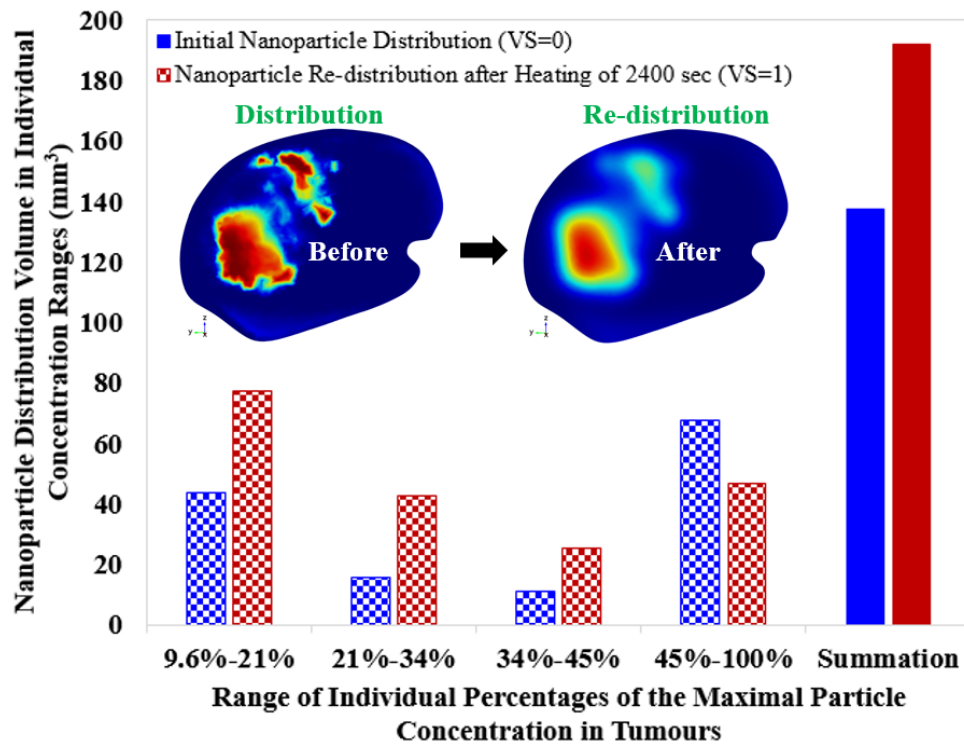 Nanoparticle Distribution Volume in Individual
Concentration Ranges (mm³)
200
180
160
140
120
100
80
60
40
20
0
Initial Nanoparticle Distribution (VS=0)
Nanoparticle Re-distribution after Heating of 2400 sec (VS=1)
Distribution
Re-distribution
Before
After
z
y
x
z
y
x
9.6%-21%
21%-34%
34%-45%
45%-100%
Summation
Range of Individual Percentages of the Maximal Particle
Concentration in Tumours